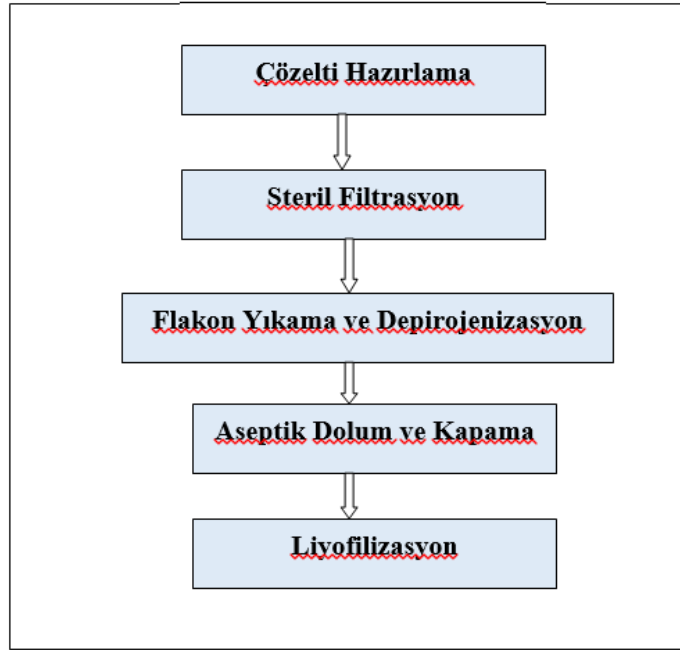 Çözelti Hazırlama
Steril Filtrasyon
Flakon Yıkama ve Depirojenizasyon
Aseptik Dolum ve Kapama
Liyofilizasyon